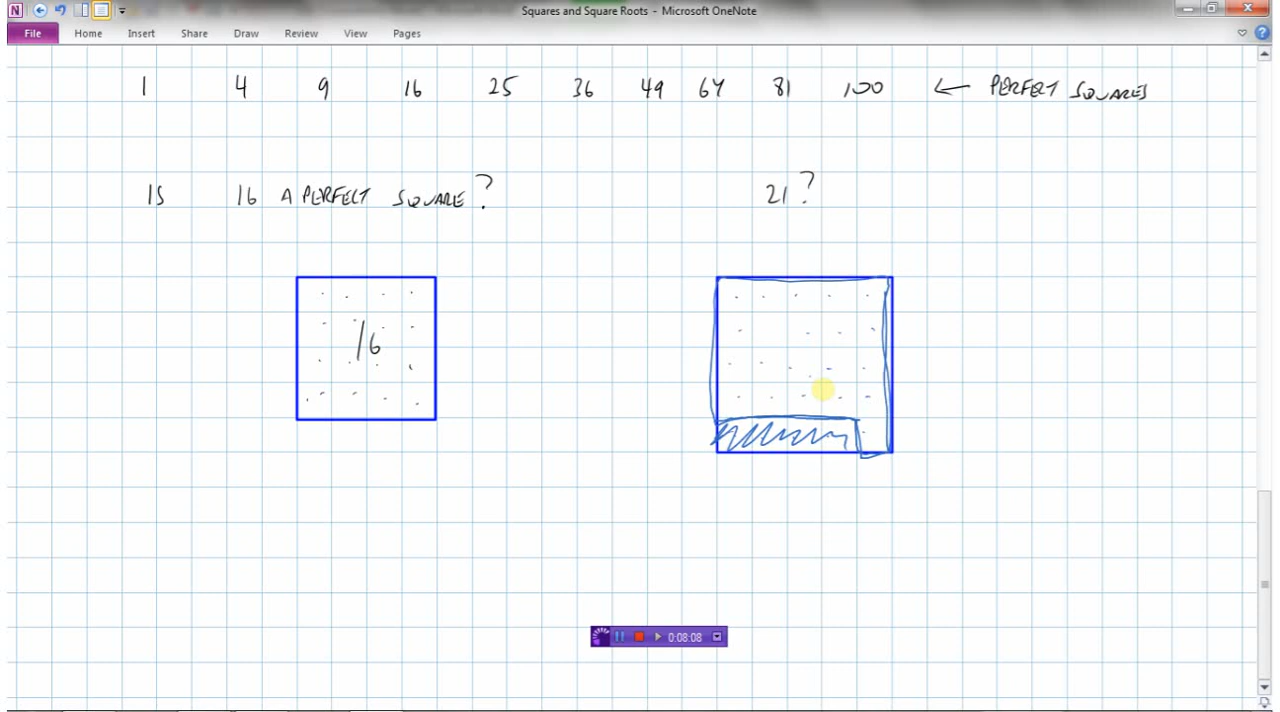 Squares and Square Roots - Microsoft OneNote
File Home Insert Share Draw Review View Pages
1 4 9 16 25 36 49 64 81 100 ← PERFECT SQUARES
IS 16 A PERFECT SQUARE? 21?
16
0:08:08